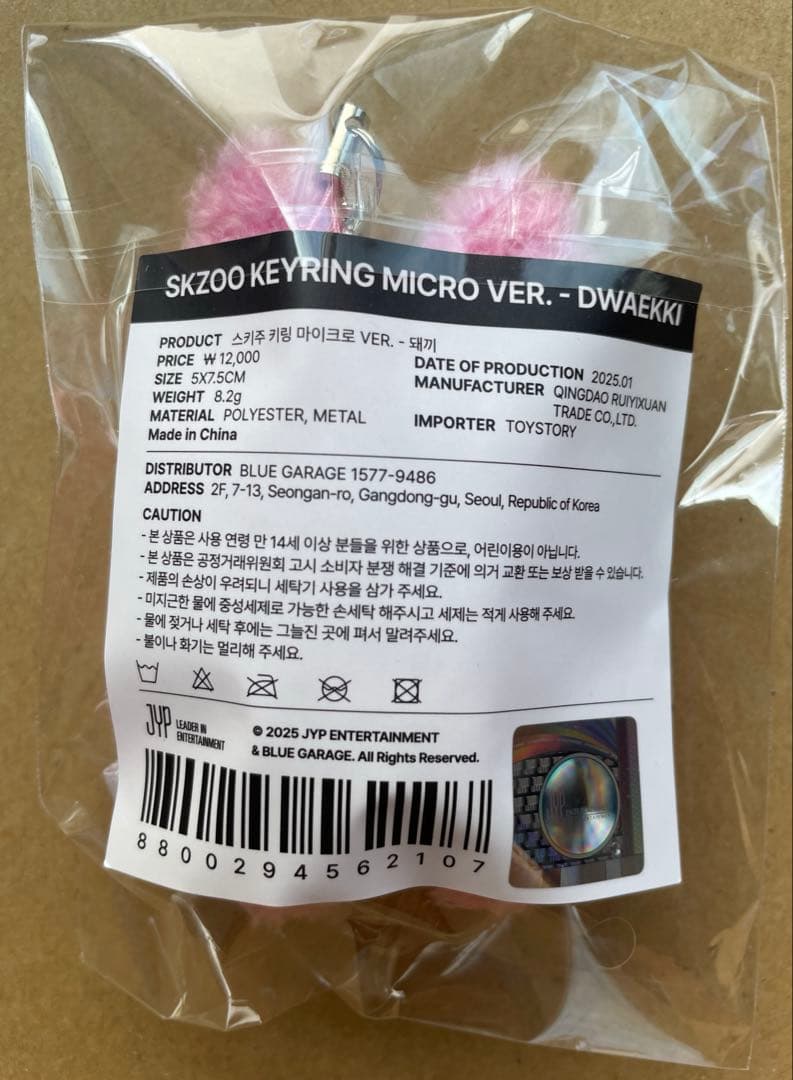 SKZOO KEYRING MICRO VER. - DWAEKKI
PRODUCT 스키주 키링 마이크로 VER. - 돼끼
PRICE ₩ 12,000
SIZE 5X7.5CM
WEIGHT 8.2g
MATERIAL POLYESTER, METAL
Made in China
DATE OF PRODUCTION 2025.01
MANUFACTURER QINGDAO RUIYIXUAN
TRADE CO.,LTD.
IMPORTER TOYSTORY
DISTRIBUTOR BLUE GARAGE 1577-9486
ADDRESS 2F, 7-13, Seongan-ro, Gangdong-gu, Seoul, Republic of Korea
CAUTION
- 본 상품은 사용 연령 만 14세 이상 분들을 위한 상품으로, 어린이용이 아닙니다.
- 본 상품은 공정거래위원회 고시 소비자 분쟁 해결 기준에 의거 교환 또는 보상 받을 수 있습니다.
- 제품의 손상이 우려되니 세탁기 사용을 삼가 주세요.
- 미지근한 물에 중성세제로 가능한 손세탁 해주시고 세제는 적게 사용해 주세요.
- 물에 젖거나 세탁 후에는 그늘진 곳에 펴서 말려주세요.
- 불이나 화기는 멀리해 주세요.
JYP LEADER IN
ENTERTAINMENT
© 2025 JYP ENTERTAINMENT
& BLUE GARAGE. All Rights Reserved.
8800294562107
JYP